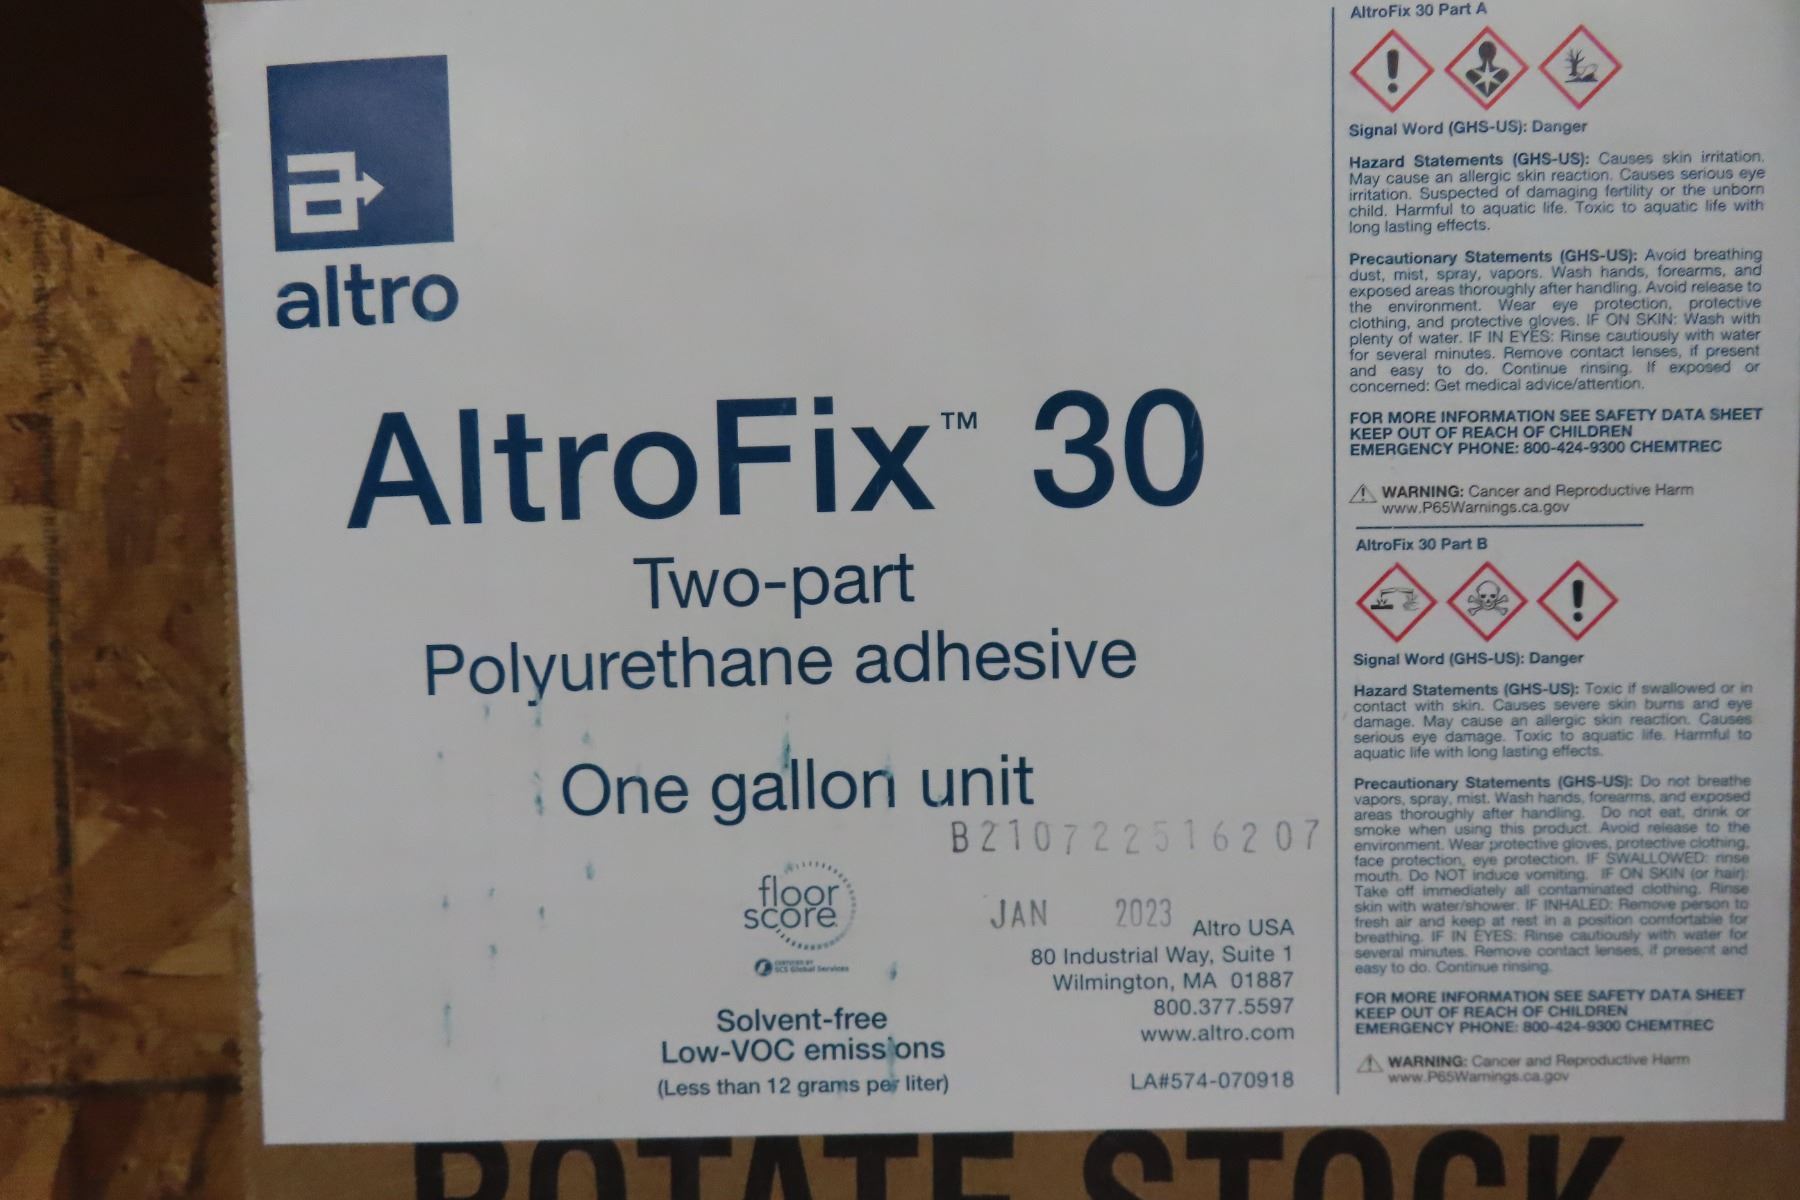 altro
AltroFix™ 30
Two-part
Polyurethane adhesive
One gallon unit
B210722516207
JAN 2023
floor
score
CERTIFIED BY
SCS Global Services
Solvent-free
Low-VOC emissions
(Less than 12 grams per liter)
Altro USA
80 Industrial Way, Suite 1
Wilmington, MA 01887
800.377.5597
www.altro.com
LA#574-070918
AltroFix 30 Part A
Signal Word (GHS-US): Danger
Hazard Statements (GHS-US): Causes skin irritation.
May cause an allergic skin reaction. Causes serious eye
irritation. Suspected of damaging fertility or the unborn
child. Harmful to aquatic life. Toxic to aquatic life with
long lasting effects.
Precautionary Statements (GHS-US): Avoid breathing
dust, mist, spray, vapors. Wash hands, forearms, and
exposed areas thoroughly after handling. Avoid release to
the environment. Wear eye protection, protective
clothing, and protective gloves. IF ON SKIN: Wash with
plenty of water. IF IN EYES: Rinse cautiously with water
for several minutes. Remove contact lenses, if present
and easy to do. Continue rinsing. If exposed or
concerned: Get medical advice/attention.
FOR MORE INFORMATION SEE SAFETY DATA SHEET
KEEP OUT OF REACH OF CHILDREN
EMERGENCY PHONE: 800-424-9300 CHEMTREC
WARNING: Cancer and Reproductive Harm
www.P65Warnings.ca.gov
AltroFix 30 Part B
Signal Word (GHS-US): Danger
Hazard Statements (GHS-US): Toxic if swallowed or in
contact with skin. Causes severe skin burns and eye
damage. May cause an allergic skin reaction. Causes
serious eye damage. Toxic to aquatic life. Harmful to
aquatic life with long lasting effects.
Precautionary Statements (GHS-US): Do not breathe
vapors, spray, mist. Wash hands, forearms, and exposed
areas thoroughly after handling. Do not eat, drink or
smoke when using this product. Avoid release to the
environment. Wear protective gloves, protective clothing,
face protection, eye protection. IF SWALLOWED: rinse
mouth. Do NOT induce vomiting. IF ON SKIN (or hair):
Take off immediately all contaminated clothing. Rinse
skin with water/shower. IF INHALED: Remove person to
fresh air and keep at rest in a position comfortable for
breathing. IF IN EYES: Rinse cautiously with water for
several minutes. Remove contact lenses, if present and
easy to do. Continue rinsing.
FOR MORE INFORMATION SEE SAFETY DATA SHEET
KEEP OUT OF REACH OF CHILDREN
EMERGENCY PHONE: 800-424-9300 CHEMTREC
WARNING: Cancer and Reproductive Harm
www.P65Warnings.ca.gov
ROTATE STOCK